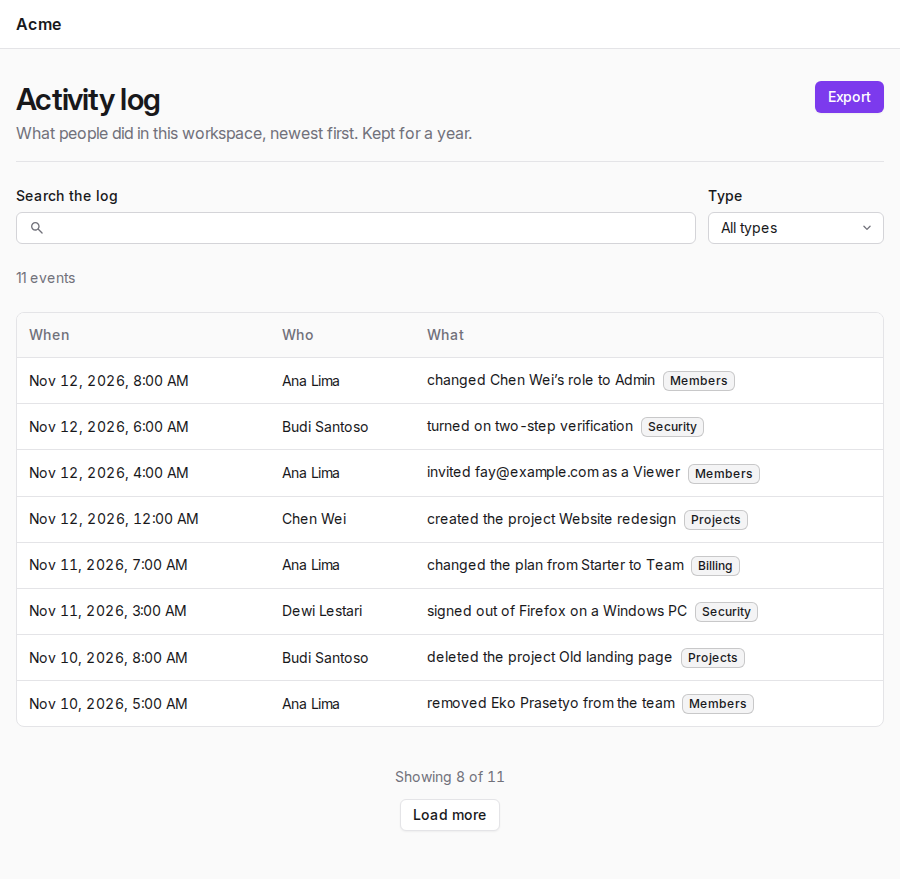 Acme
Activity log
Export
What people did in this workspace, newest first. Kept for a year.
Search the log
Type
All types
11 events
When Who What
Nov 12, 2026, 8:00 AM Ana Lima changed Chen Wei’s role to Admin Members
Nov 12, 2026, 6:00 AM Budi Santoso turned on two-step verification Security
Nov 12, 2026, 4:00 AM Ana Lima invited fay@example.com as a Viewer Members
Nov 12, 2026, 12:00 AM Chen Wei created the project Website redesign Projects
Nov 11, 2026, 7:00 AM Ana Lima changed the plan from Starter to Team Billing
Nov 11, 2026, 3:00 AM Dewi Lestari signed out of Firefox on a Windows PC Security
Nov 10, 2026, 8:00 AM Budi Santoso deleted the project Old landing page Projects
Nov 10, 2026, 5:00 AM Ana Lima removed Eko Prasetyo from the team Members
Showing 8 of 11
Load more